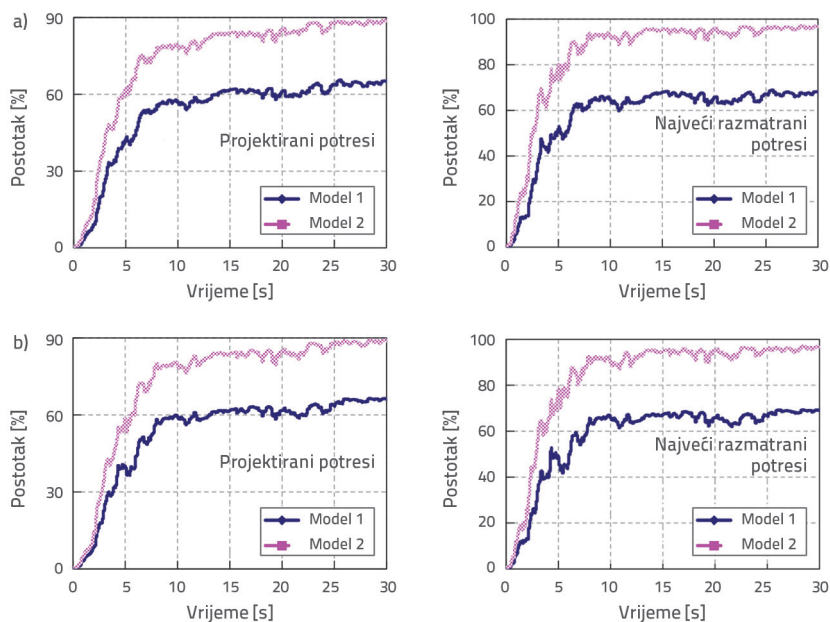 a)
90
60
30
0
Postotak [%]
Projektirani potresi
Model 1
Model 2
0 5 10 15 20 25 30
Vrijeme [s]
100
80
60
40
20
0
Postotak [%]
Najveći razmatrani
potresi
Model 1
Model 2
0 5 10 15 20 25 30
Vrijeme [s]
b)
90
60
30
0
Postotak [%]
Projektirani potresi
Model 1
Model 2
0 5 10 15 20 25 30
Vrijeme [s]
100
80
60
40
20
0
Postotak [%]
Najveći razmatrani
potresi
Model 1
Model 2
0 5 10 15 20 25 30
Vrijeme [s]